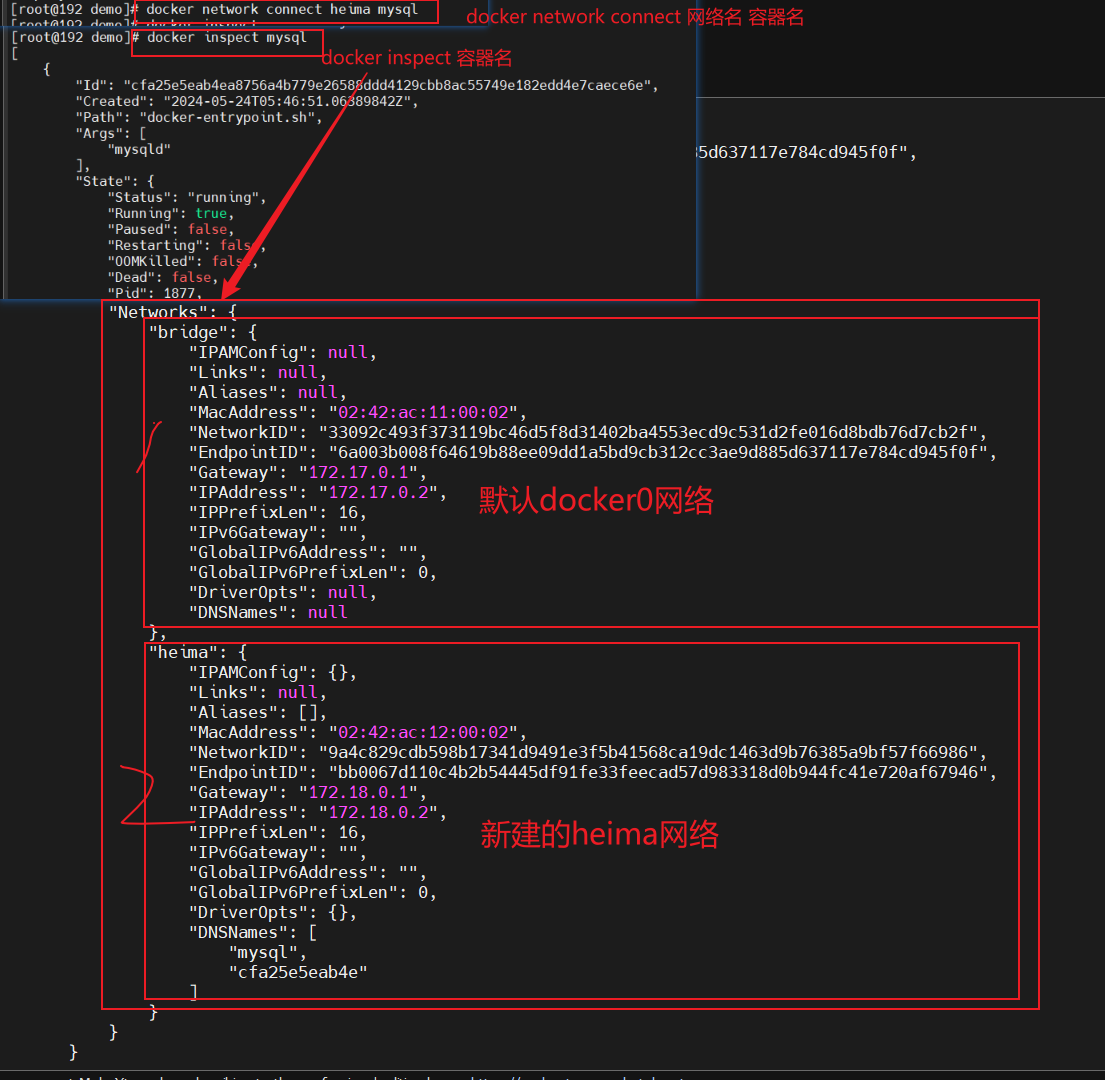 [root@192 demo]# docker network connect heima mysql
docker network connect 网络名 容器名
[root@192 demo]# docker inspect mysql
docker inspect 容器名
[
{
"Id": "cfa25e5eab4ea8756a4b779e26588ddd4129cbb8ac55749e182edd4e7caece6e",
"Created": "2024-05-24T05:46:51.06389842Z",
"Path": "docker-entrypoint.sh",
"Args": [
"mysqld"
],
"State": {
"Status": "running",
"Running": true,
"Paused": false,
"Restarting": false,
"OOMKilled": false,
"Dead": false,
"Pid": 1877,
85d637117e784cd945f0f",
"Networks": {
"bridge": {
"IPAMConfig": null,
"Links": null,
"Aliases": null,
"MacAddress": "02:42:ac:11:00:02",
"NetworkID": "33092c493f373119bc46d5f8d31402ba4553ecd9c531d2fe016d8bdb76d7cb2f",
"EndpointID": "6a003b008f64619b88ee09dd1a5bd9cb312cc3ae9d885d637117e784cd945f0f",
"Gateway": "172.17.0.1",
"IPAddress": "172.17.0.2",
默认docker0网络
"IPPrefixLen": 16,
"IPv6Gateway": "",
"GlobalIPv6Address": "",
"GlobalIPv6PrefixLen": 0,
"DriverOpts": null,
"DNSNames": null
},
"heima": {
"IPAMConfig": {},
"Links": null,
"Aliases": [],
"MacAddress": "02:42:ac:12:00:02",
"NetworkID": "9a4c829cdb598b17341d9491e3f5b41568ca19dc1463d9b76385a9bf57f66986",
"EndpointID": "bb0067d110c4b2b54445df91fe33feecad57d983318d0b944fc41e720af67946",
"Gateway": "172.18.0.1",
2
"IPAddress": "172.18.0.2",
新建的heima网络
"IPPrefixLen": 16,
"IPv6Gateway": "",
"GlobalIPv6Address": "",
"GlobalIPv6PrefixLen": 0,
"DriverOpts": {},
"DNSNames": [
"mysql",
"cfa25e5eab4e"
]
}
}
}